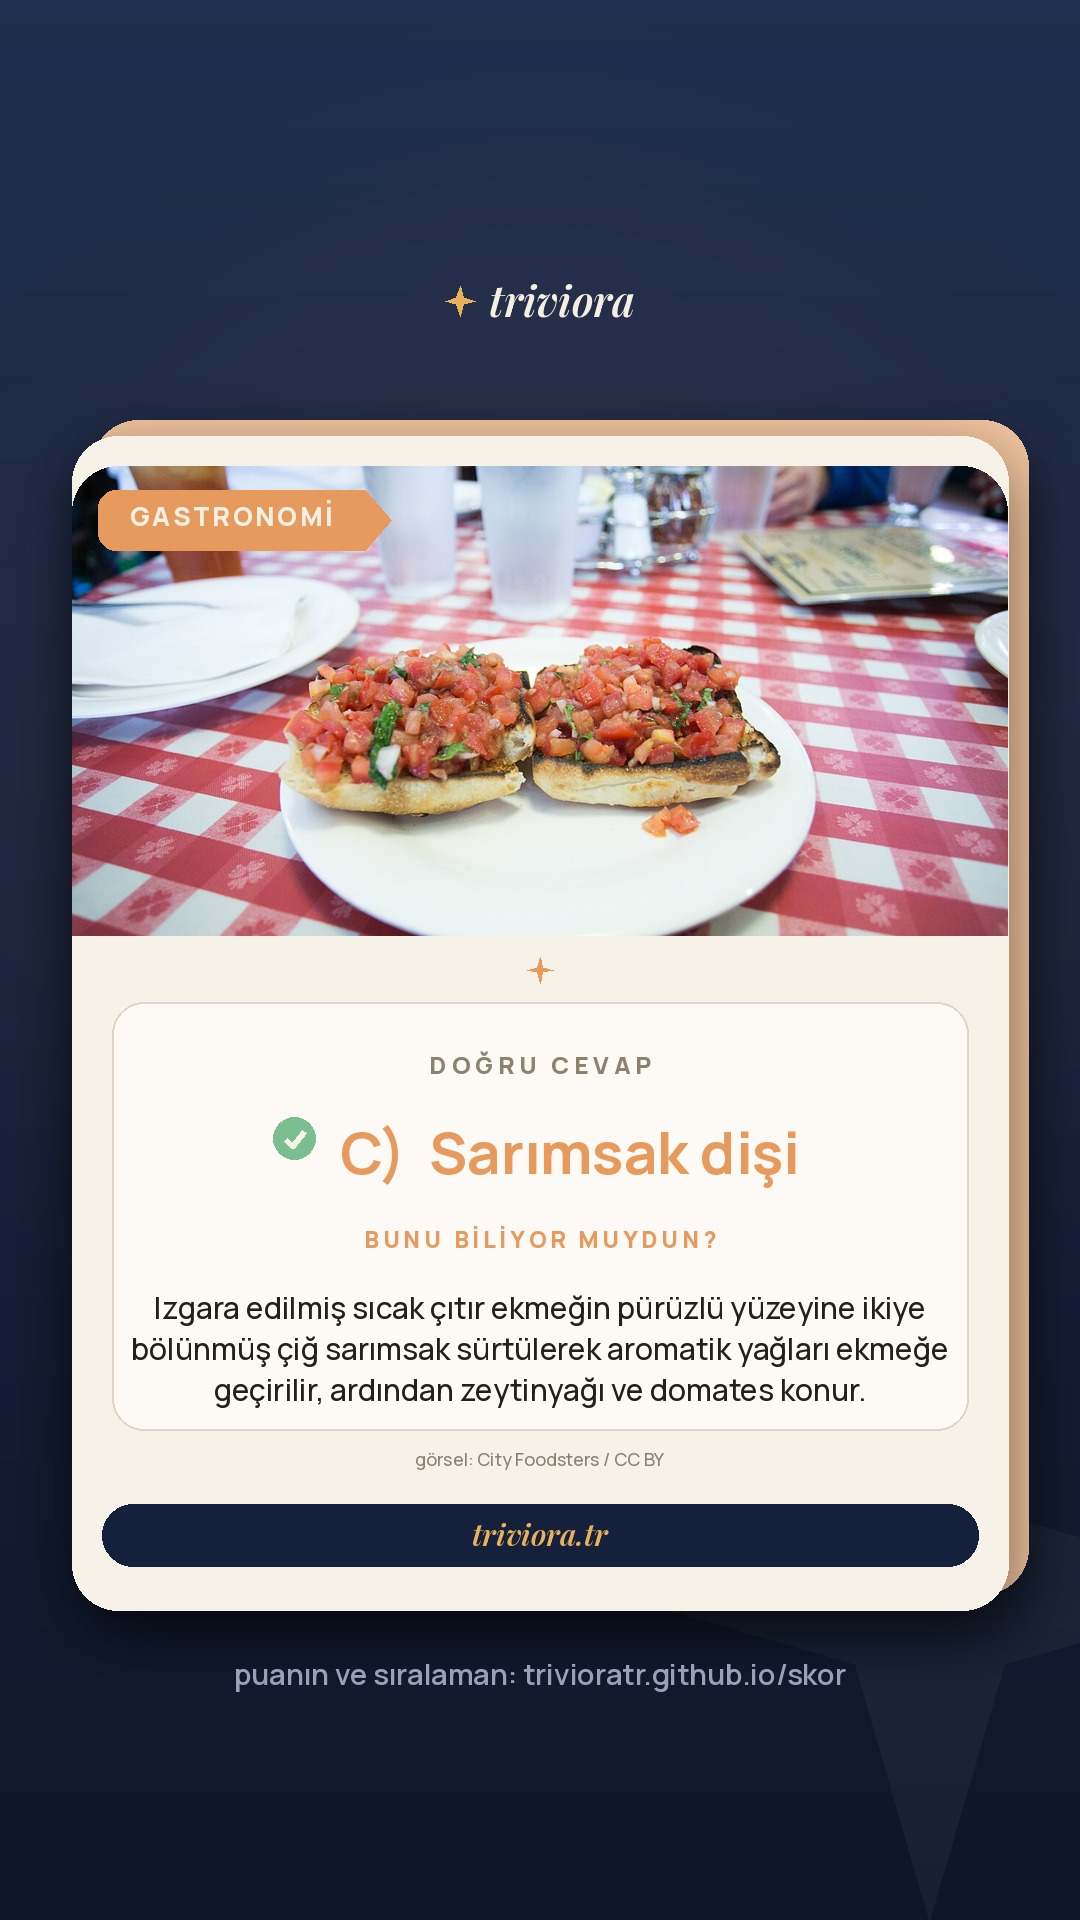 triviora
GASTRONOMİ
DOĞRU CEVAP
C) Sarımsak dişi
BUNU BİLİYOR MUYDUN?
Izgara edilmiş sıcak çıtır ekmeğin pürüzlü yüzeyine ikiye
bölünmüş çiğ sarımsak sürtülerek aromatik yağları ekmeğe
geçirilir, ardından zeytinyağı ve domates konur.
görsel: City Foodsters / CC BY
triviora.tr
puanın ve sıralaman: trivioratr.github.io/skor